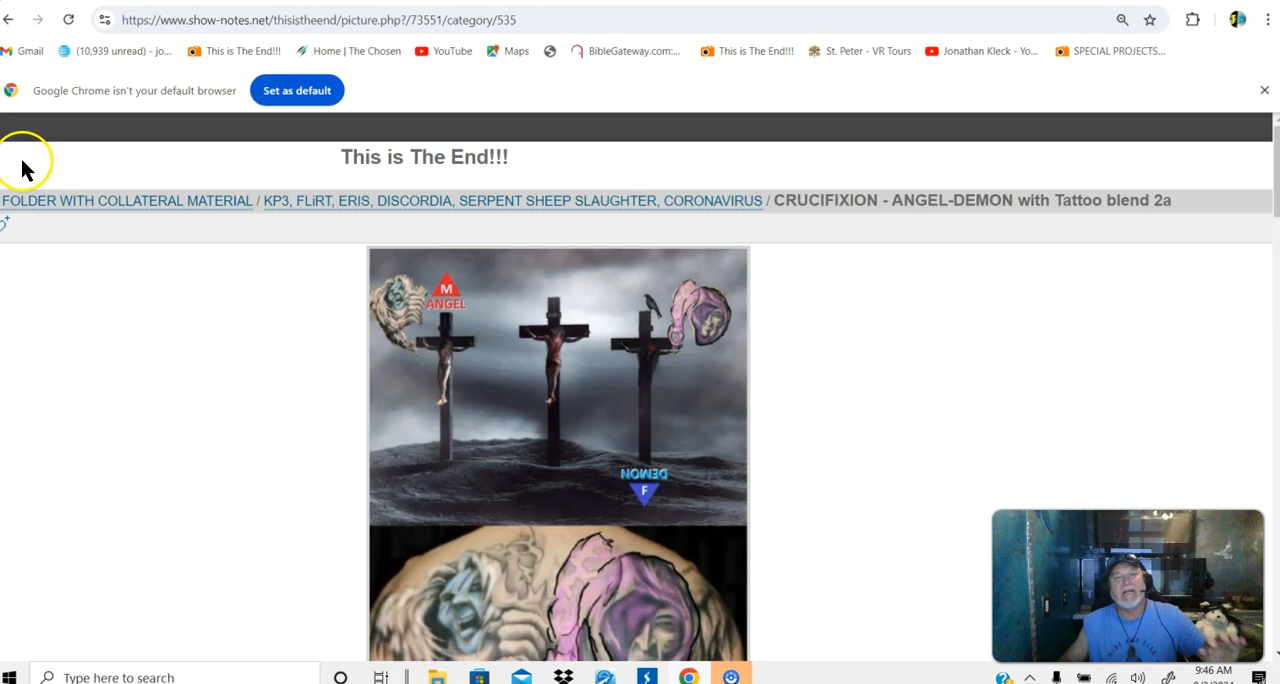 https://www.show-notes.net/thisistheend/picture.php?/73551/category/535
Gmail (10,939 unread) - jo... This is The End!!! Home | The Chosen YouTube Maps BibleGateway.com:... This is The End!!! St. Peter - VR Tours Jonathan Kleck - Yo... SPECIAL PROJECTS...
Google Chrome isn't your default browser Set as default
This is The End!!!
FOLDER WITH COLLATERAL MATERIAL / KP3, FLiRT, ERIS, DISCORDIA, SERPENT SHEEP SLAUGHTER, CORONAVIRUS / CRUCIFIXION - ANGEL-DEMON with Tattoo blend 2a
M
ANGEL
DEMON
F
Type here to search
9:46 AM